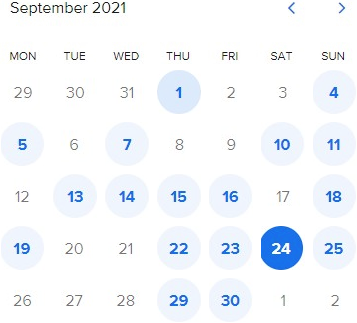 September 2021
MON TUE WED THU FRI SAT SUN
29 30 31 1 2 3 4
5 6 7 8 9 10 11
12 13 14 15 16 17 18
19 20 21 22 23 24 25
26 27 28 29 30 1 2